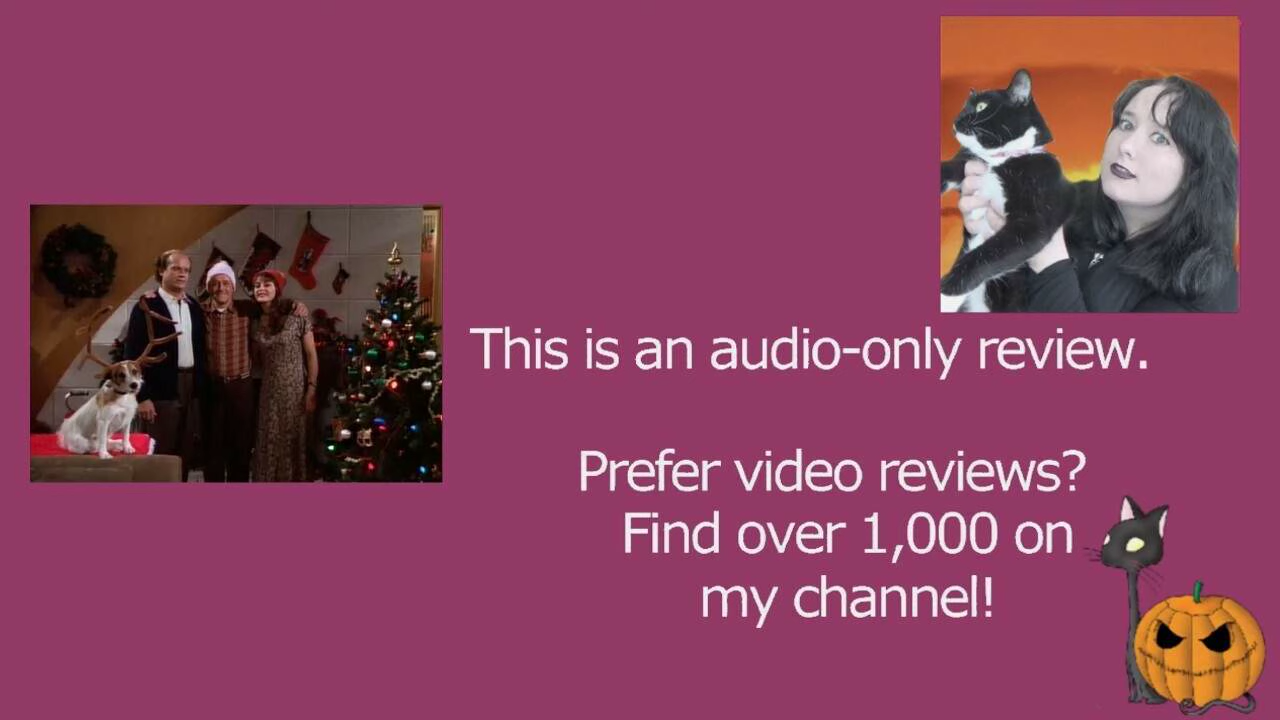 This is an audio-only review.
Prefer video reviews?
Find over 1,000 on
my channel!